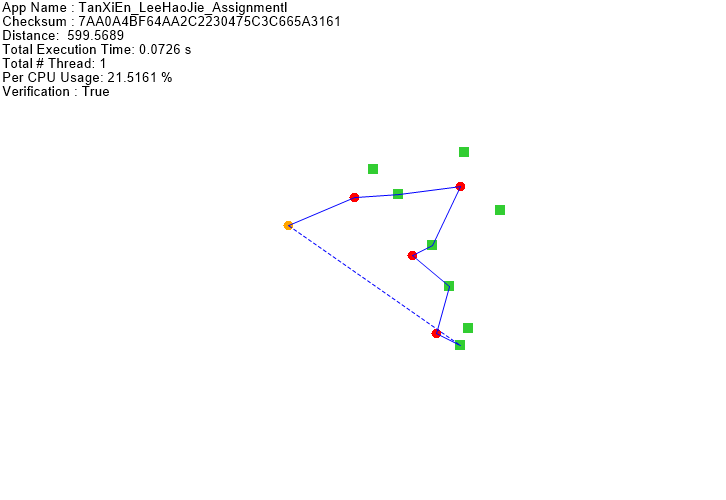 App Name : TanXiEn_LeeHaoJie_AssignmentI
Checksum : 7AA0A4BF64AA2C2230475C3C665A3161
Distance:  599.5689
Total Execution Time: 0.0726 s
Total # Thread: 1
Per CPU Usage: 21.5161 %
Verification : True